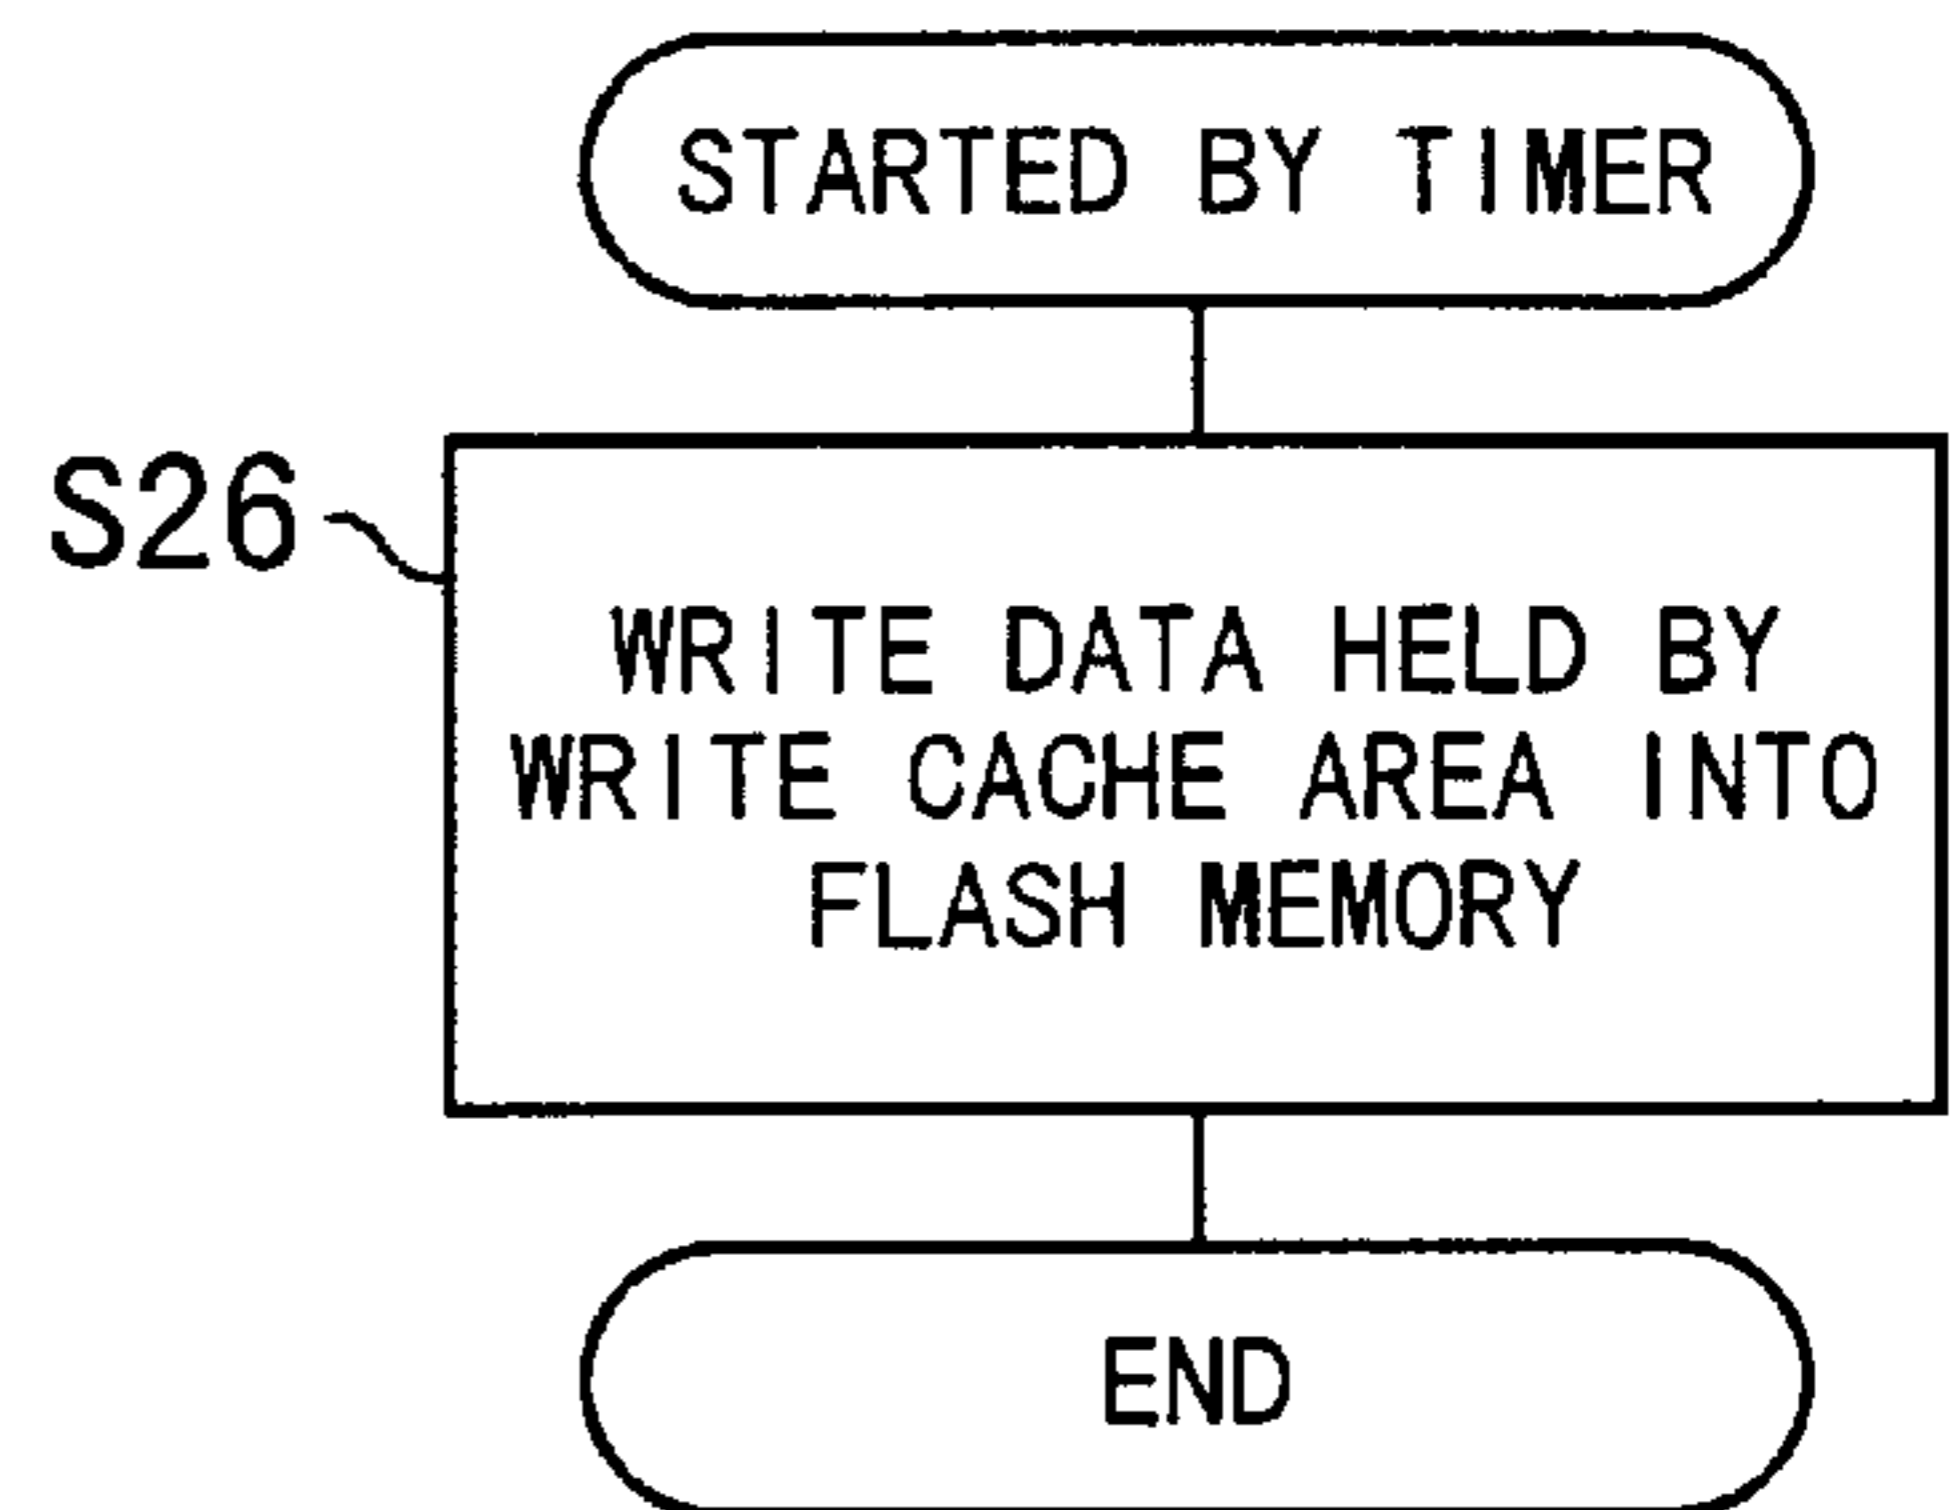 STARTED BY TIMER
S26
WRITE DATA HELD BY
WRITE CACHE AREA INTO
FLASH MEMORY
END